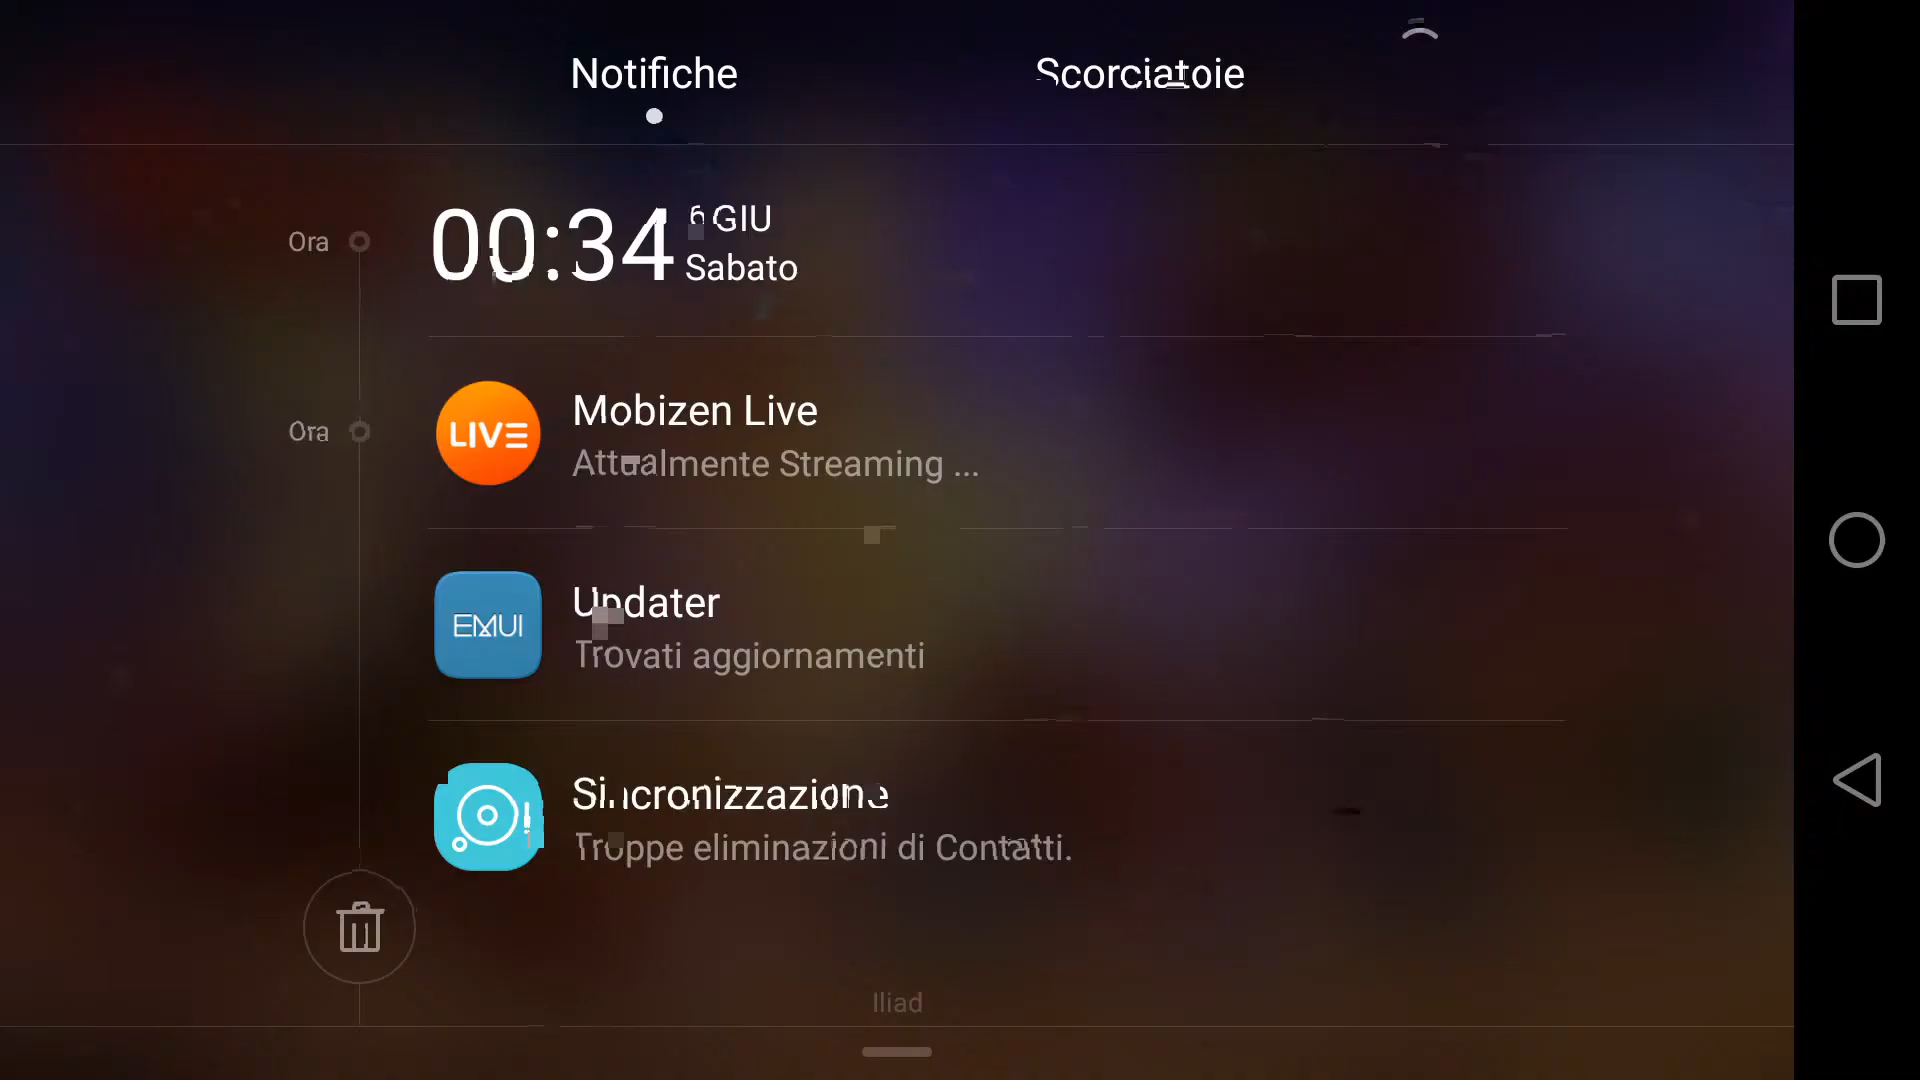 Notifiche
Scorciatoie
Ora
00:34
6 GIU
Sabato
Ora
LIVE
Mobizen Live
Attualmente Streaming ...
EMUI
Updater
Trovati aggiornamenti
Sincronizzazione
Troppe eliminazioni di Contatti.
Iliad